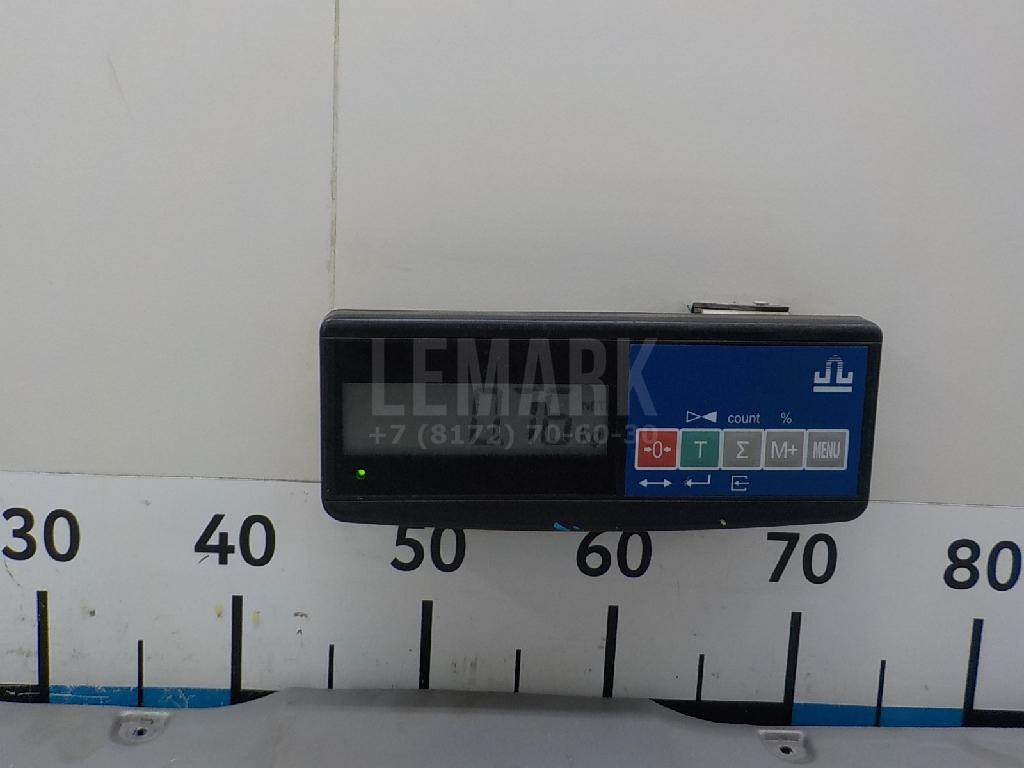 LEMARK
+7 (8172) 70-60-30
count %
→0← T Σ M+ MENU
30 40 50 60 70 80